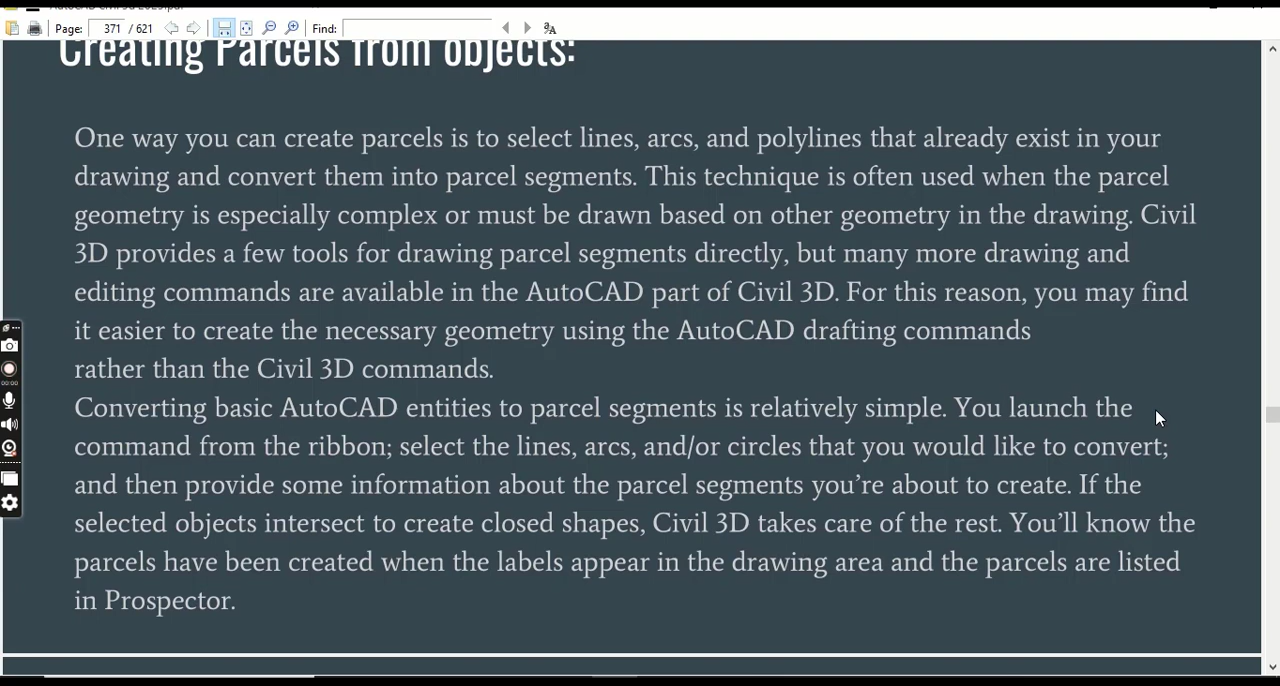 AutoCAD Civil 3d 2023.pdf
Page: 371 / 621 Find:
Creating Parcels from objects:
One way you can create parcels is to select lines, arcs, and polylines that already exist in your
drawing and convert them into parcel segments. This technique is often used when the parcel
geometry is especially complex or must be drawn based on other geometry in the drawing. Civil
3D provides a few tools for drawing parcel segments directly, but many more drawing and
editing commands are available in the AutoCAD part of Civil 3D. For this reason, you may find
it easier to create the necessary geometry using the AutoCAD drafting commands
rather than the Civil 3D commands.
Converting basic AutoCAD entities to parcel segments is relatively simple. You launch the
command from the ribbon; select the lines, arcs, and/or circles that you would like to convert;
and then provide some information about the parcel segments you’re about to create. If the
selected objects intersect to create closed shapes, Civil 3D takes care of the rest. You’ll know the
parcels have been created when the labels appear in the drawing area and the parcels are listed
in Prospector.
00:00